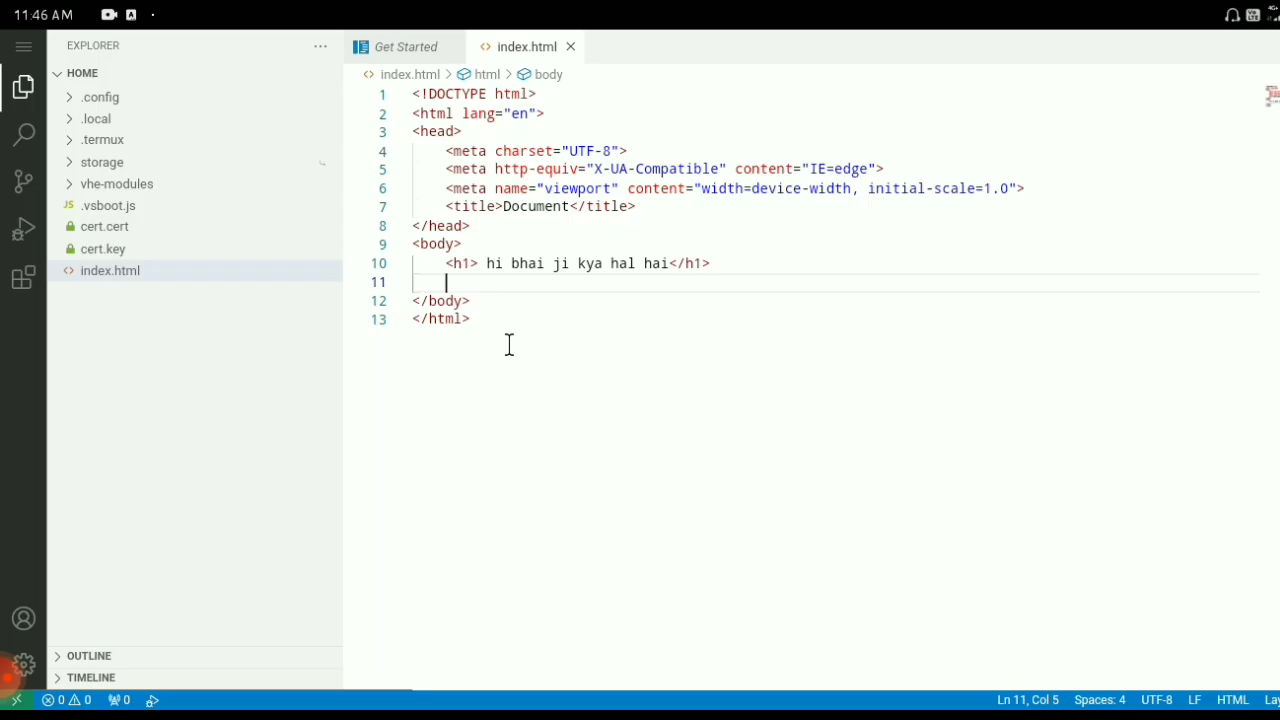 11:46 AM
EXPLORER
Get Started
index.html
HOME
index.html > html > body
.config
.local
.termux
storage
vhe-modules
.vsboot.js
cert.cert
cert.key
index.html
1 <!DOCTYPE html>
2 <html lang="en">
3 <head>
4 <meta charset="UTF-8">
5 <meta http-equiv="X-UA-Compatible" content="IE=edge">
6 <meta name="viewport" content="width=device-width, initial-scale=1.0">
7 <title>Document</title>
8 </head>
9 <body>
10 <h1> hi bhai ji kya hal hai</h1>
11
12 </body>
13 </html>
OUTLINE
TIMELINE
0 0 0 Ln 11, Col 5 Spaces: 4 UTF-8 LF HTML Lay